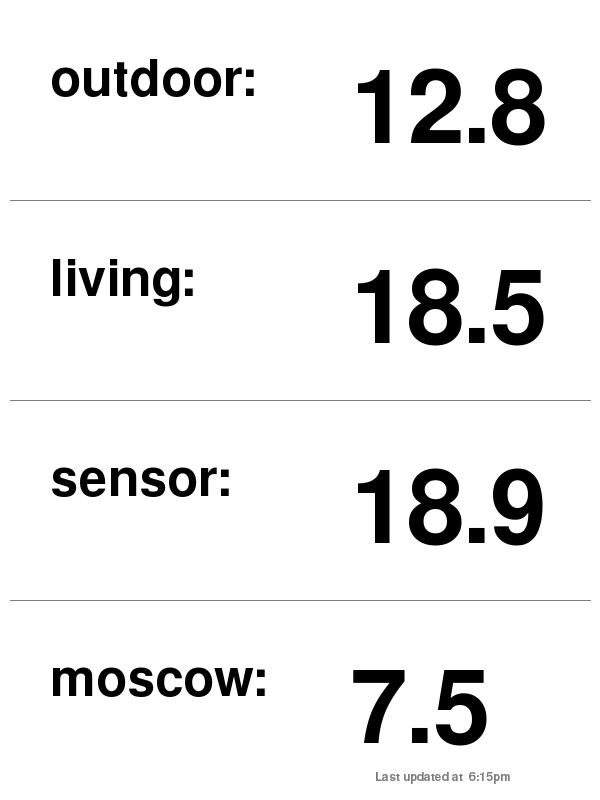 outdoor: 12.8
living: 18.5
sensor: 18.9
moscow: 7.5
Last updated at 6:15pm